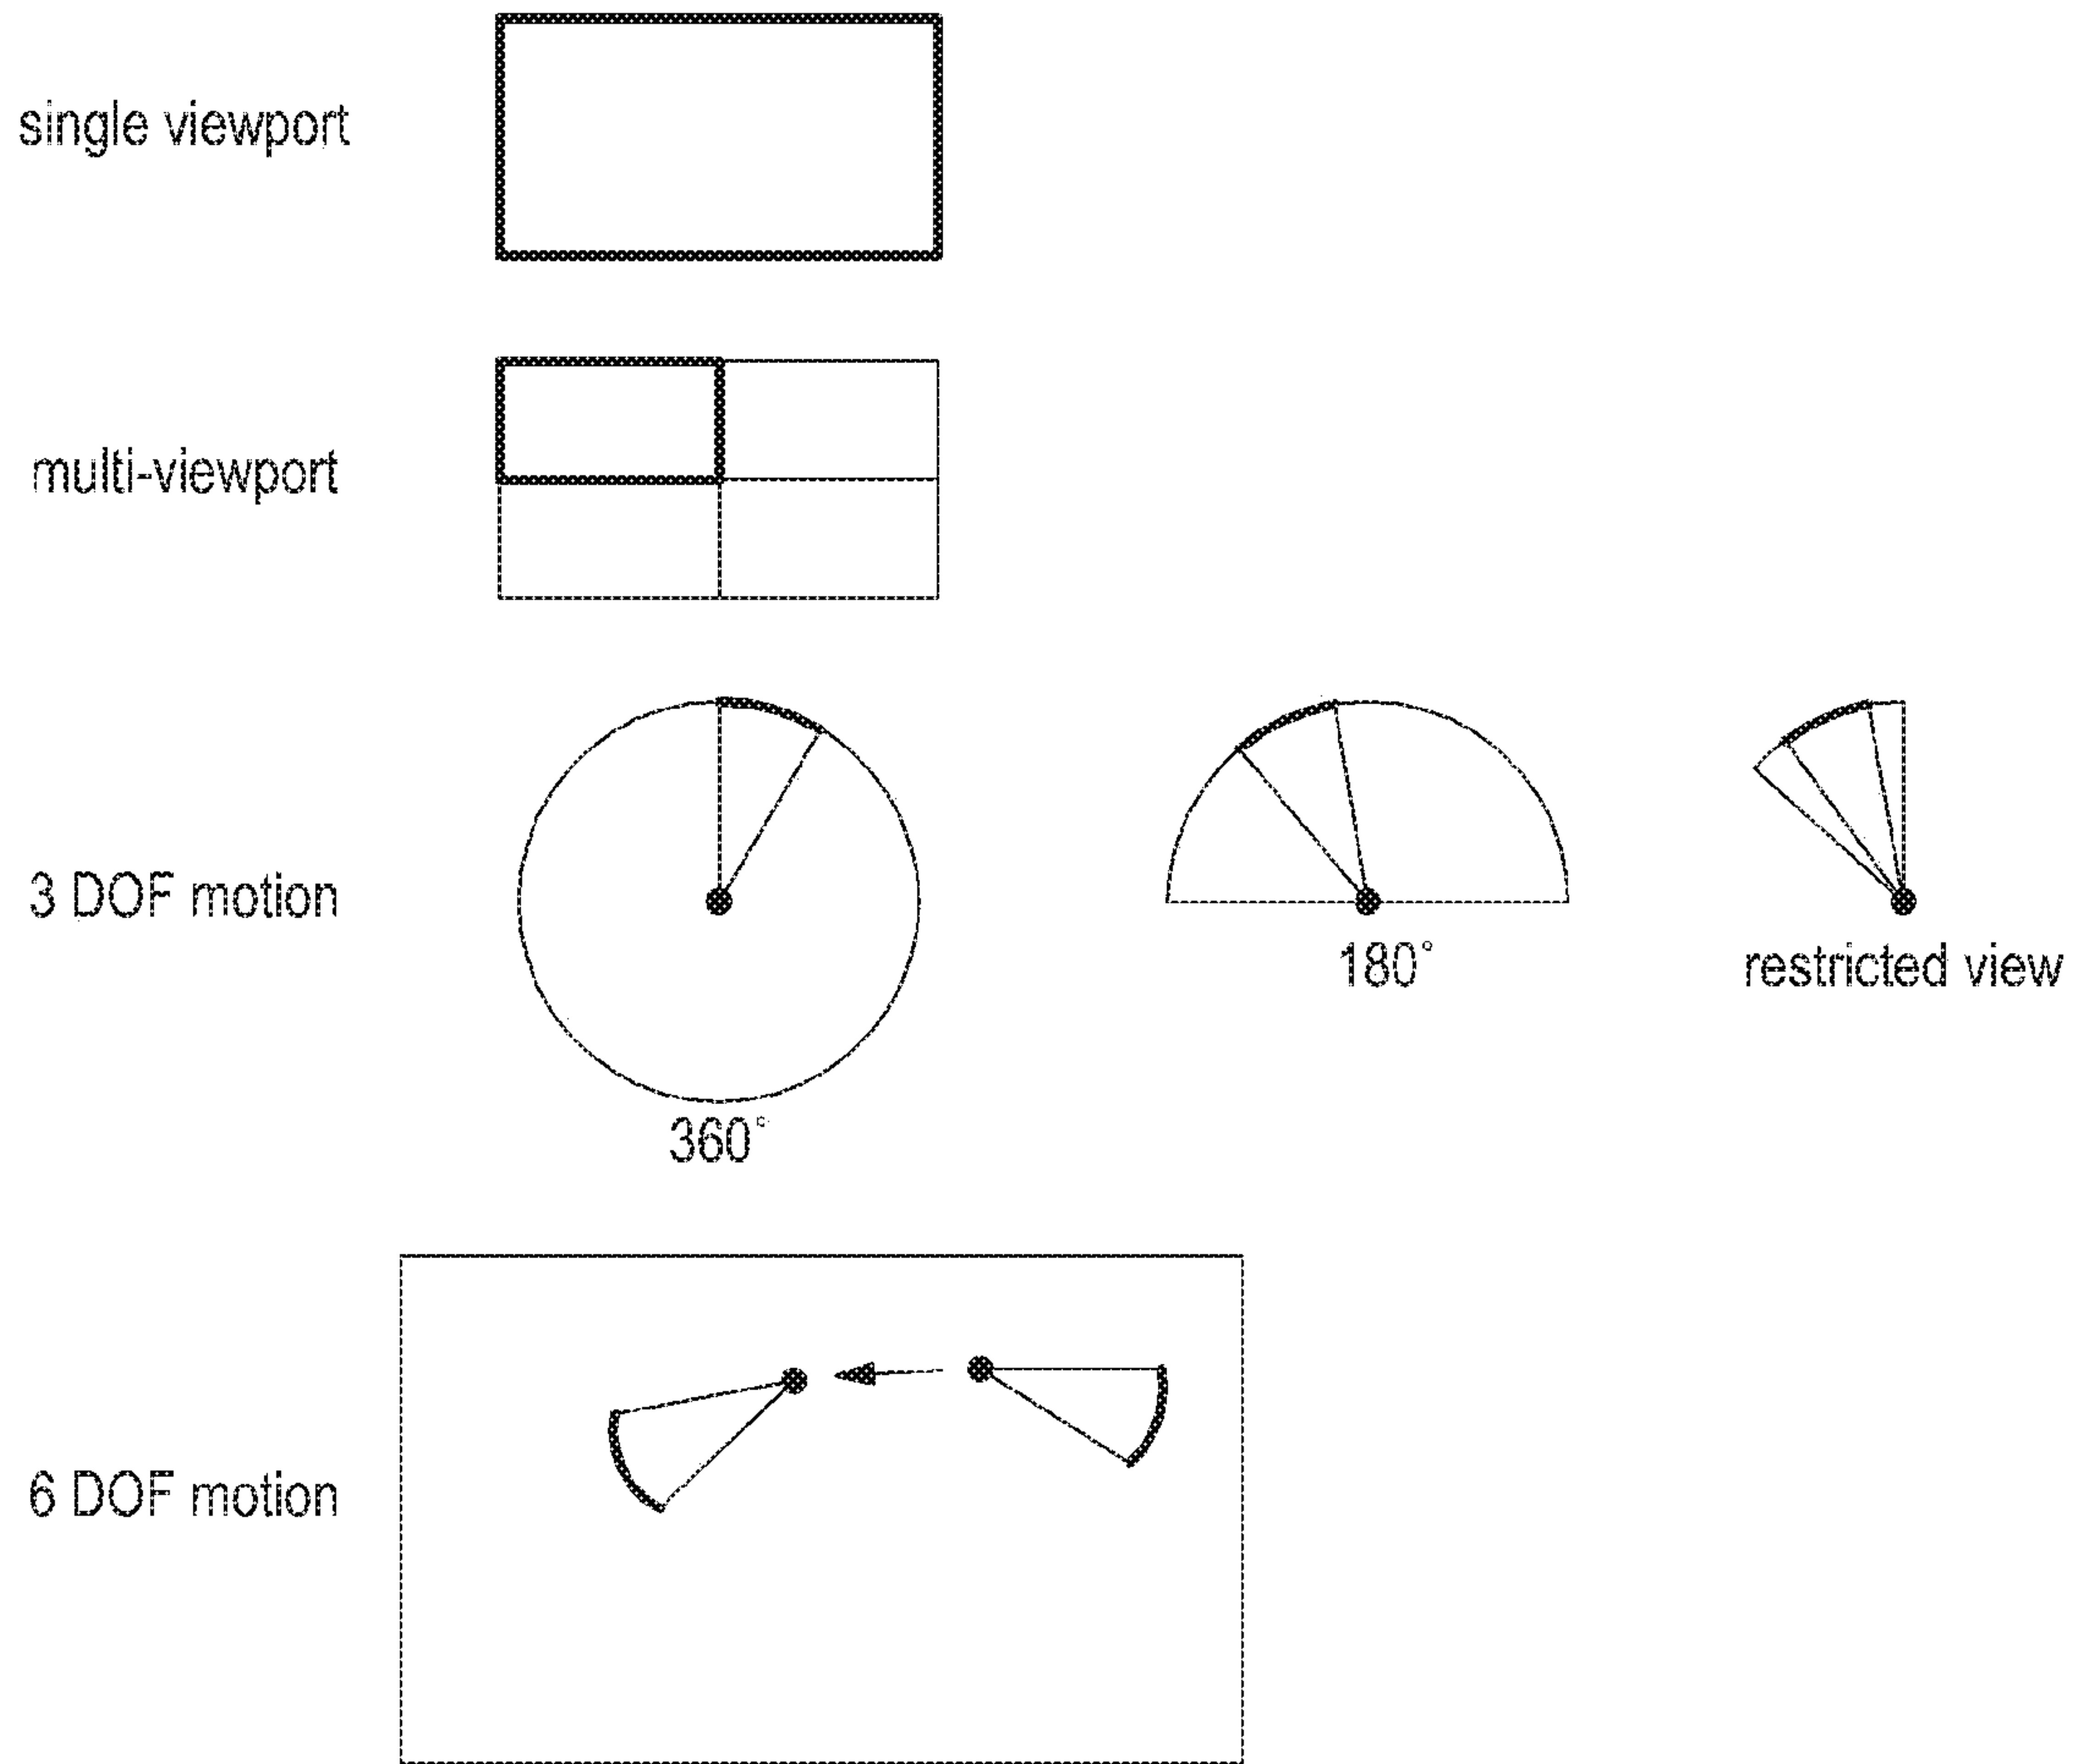 single viewport
multi-viewport
3 DOF motion
180°
restricted view
360°
6 DOF motion